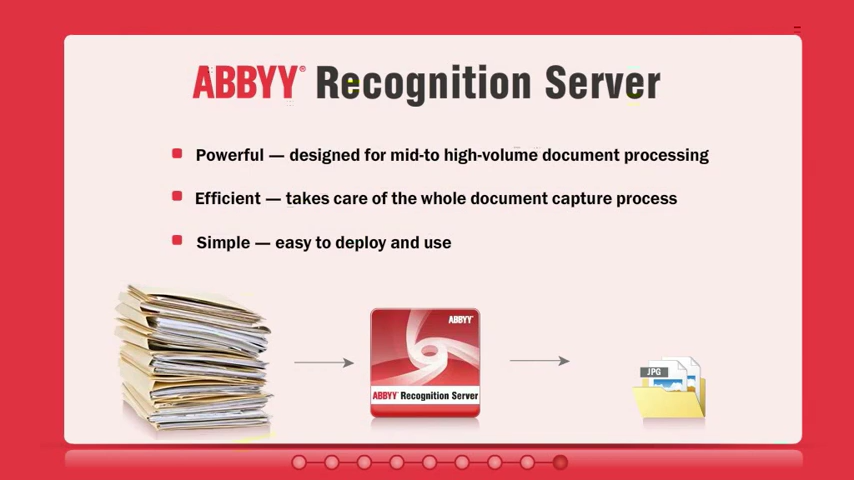 ABBYY® Recognition Server
Powerful — designed for mid-to high-volume document processing
Efficient — takes care of the whole document capture process
Simple — easy to deploy and use
ABBYY
JPG
ABBYY Recognition Server